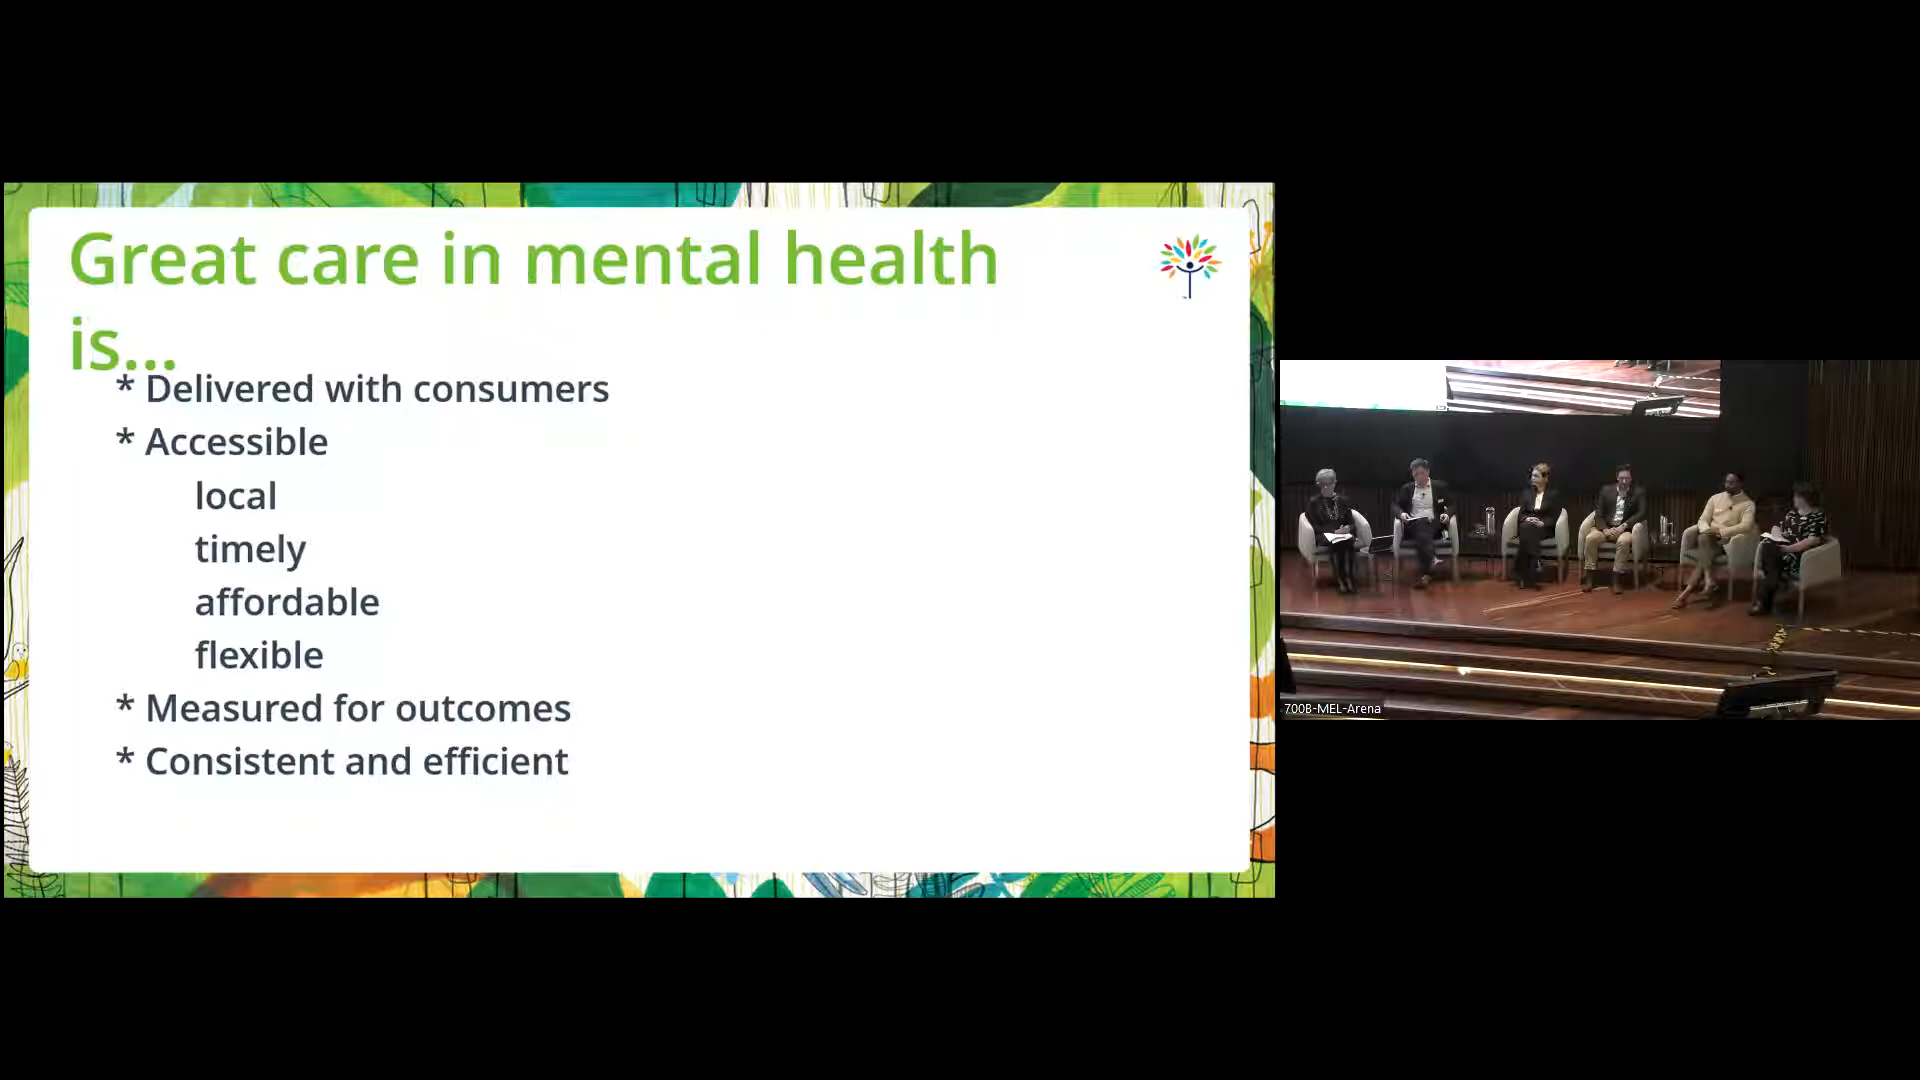 Great care in mental health
is...
* Delivered with consumers
* Accessible
local
timely
affordable
flexible
* Measured for outcomes
* Consistent and efficient
700B-MEL-Arena